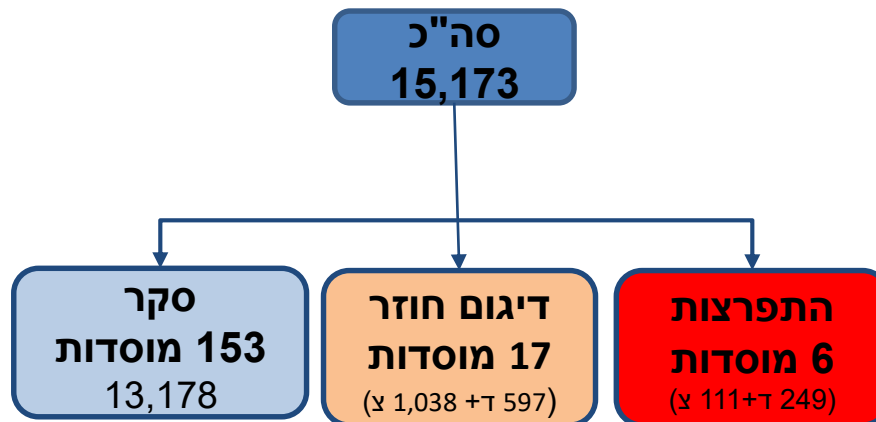 סה"כ
15,173
סקר
153 מוסדות
13,178
דיגום חוזר
17 מוסדות
(597 ד+ 1,038 צ)
התפרצות
6 מוסדות
(249 ד+111 צ)